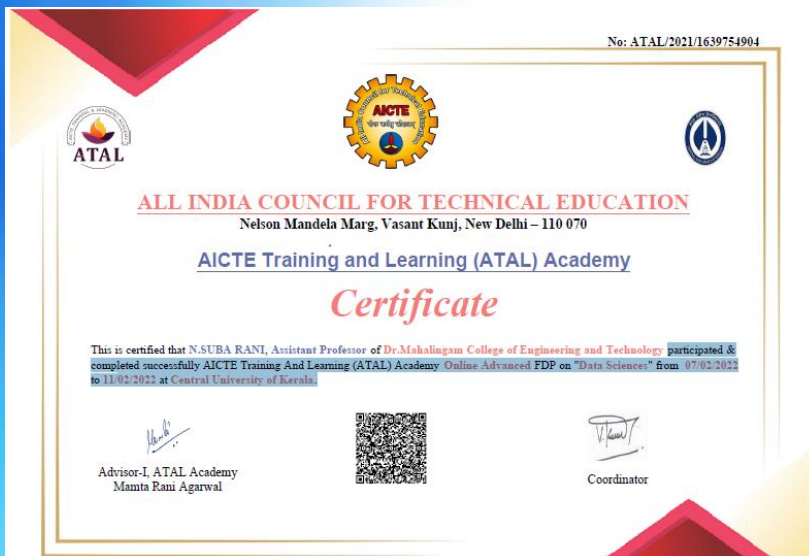 No: ATAL/2021/1639754904
AICTE
ATAL
ALL INDIA COUNCIL FOR TECHNICAL EDUCATION
Nelson Mandela Marg, Vasant Kunj, New Delhi – 110 070
AICTE Training and Learning (ATAL) Academy
Certificate
This is certified that N.SUBA RANI, Assistant Professor of Dr.Mahalingam College of Engineering and Technology participated &
completed successfully AICTE Training And Learning (ATAL) Academy Online Advanced FDP on "Data Sciences" from 07/02/2022
to 11/02/2022 at Central University of Kerala.
Advisor-I, ATAL Academy
Mamta Rani Agarwal
Coordinator